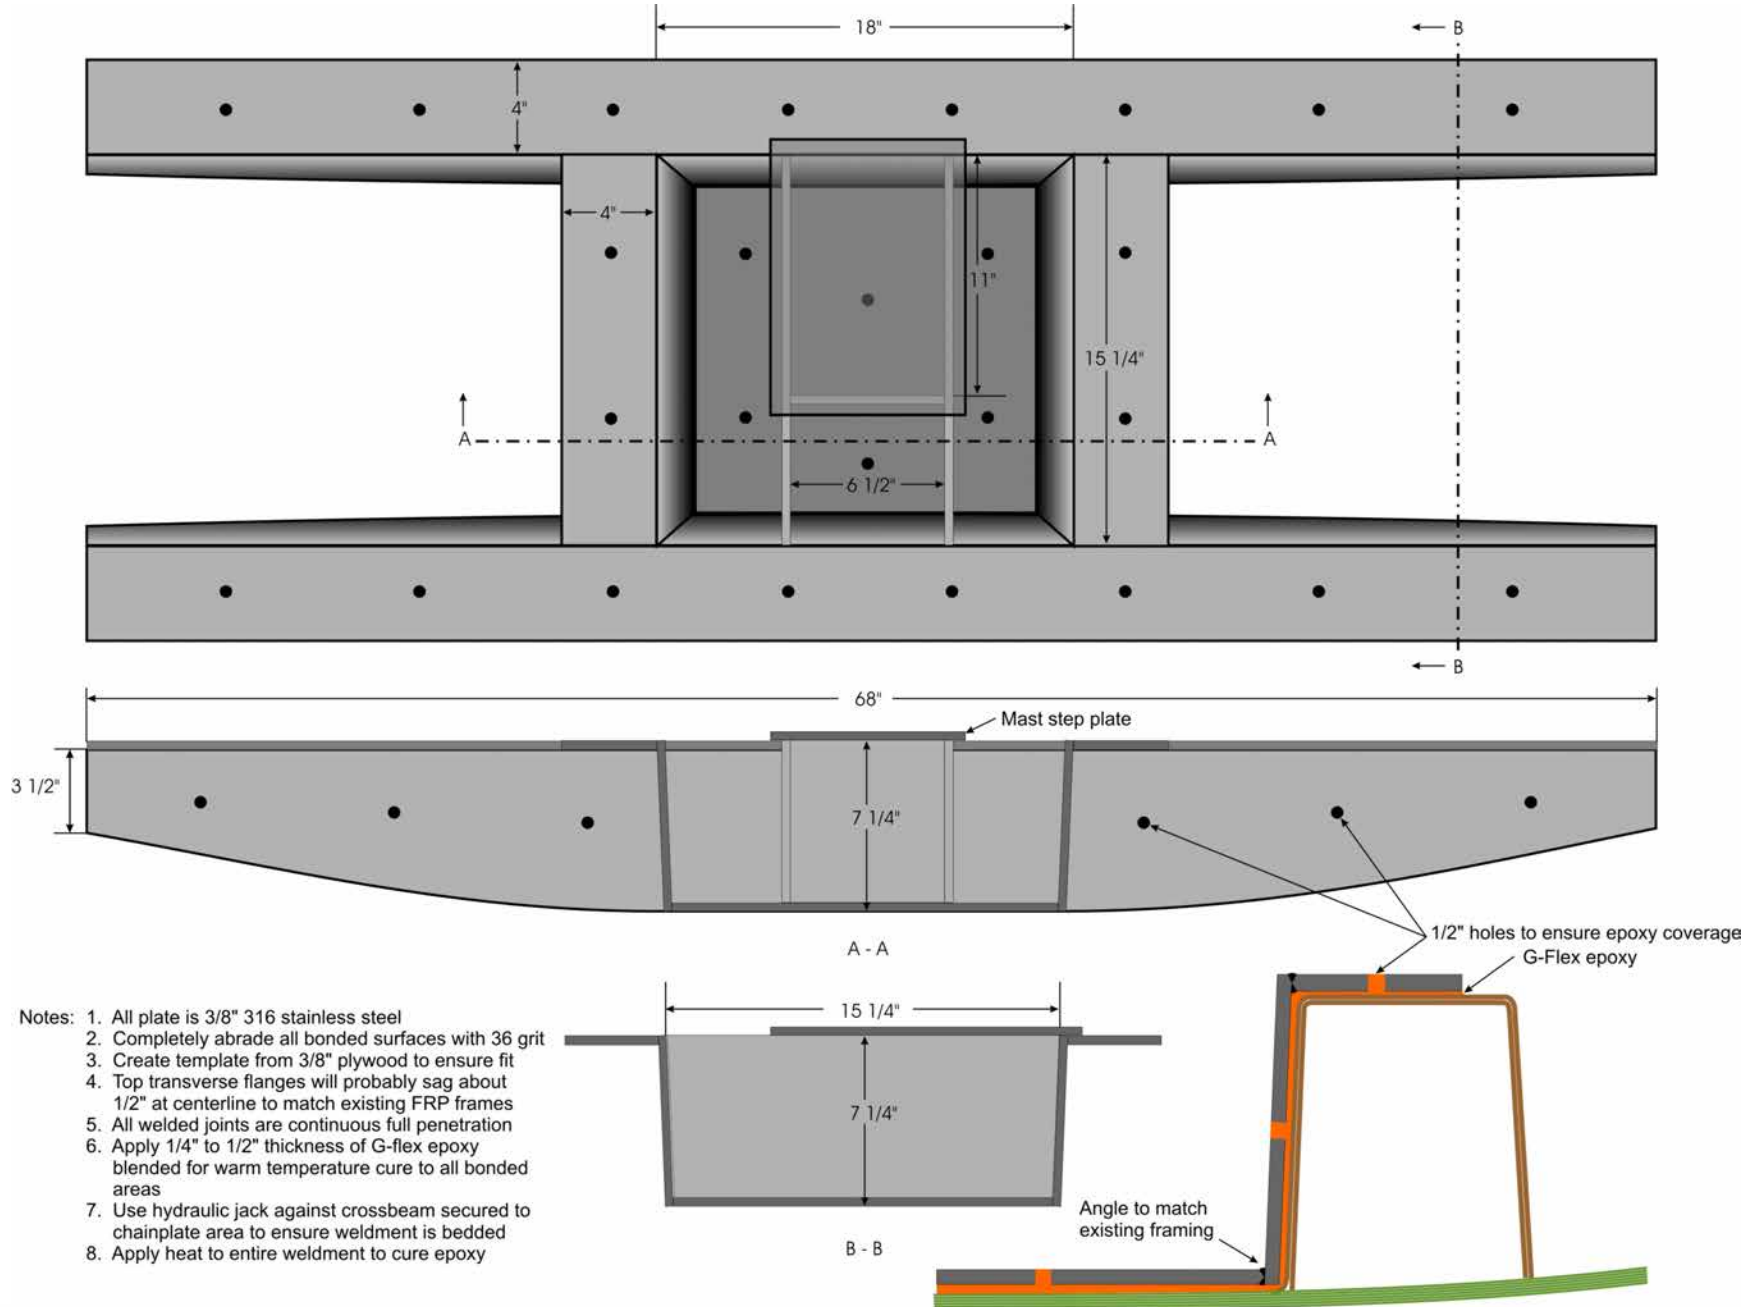 18"
B
4"
4"
11"
15 1/4"
A
A
6 1/2"
B
68"
Mast step plate
3 1/2"
7 1/4"
A - A
1/2" holes to ensure epoxy coverage
G-Flex epoxy
15 1/4"
7 1/4"
B - B
Notes: 1. All plate is 3/8" 316 stainless steel
2. Completely abrade all bonded surfaces with 36 grit
3. Create template from 3/8" plywood to ensure fit
4. Top transverse flanges will probably sag about
1/2" at centerline to match existing FRP frames
5. All welded joints are continuous full penetration
6. Apply 1/4" to 1/2" thickness of G-flex epoxy
blended for warm temperature cure to all bonded
areas
7. Use hydraulic jack against crossbeam secured to
chainplate area to ensure weldment is bedded
8. Apply heat to entire weldment to cure epoxy
Angle to match
existing framing